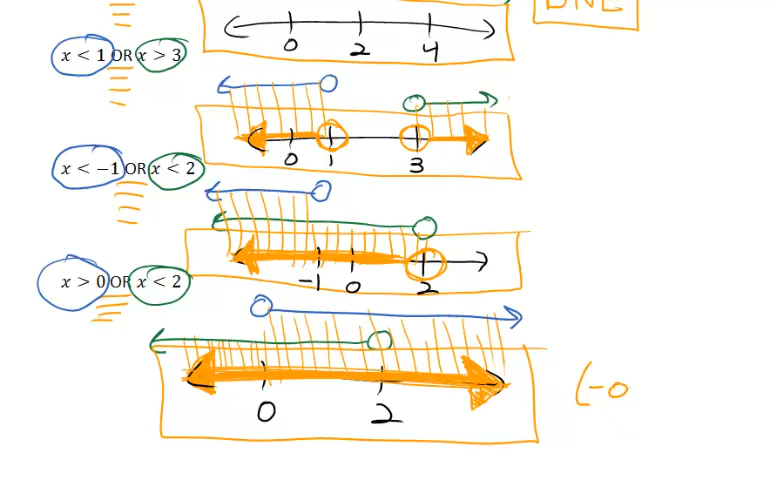 DNE
0 2 4
x < 1 OR x > 3
0 1 3
x < −1 OR x < 2
-1 0 2
x > 0 OR x < 2
0 2
(-0